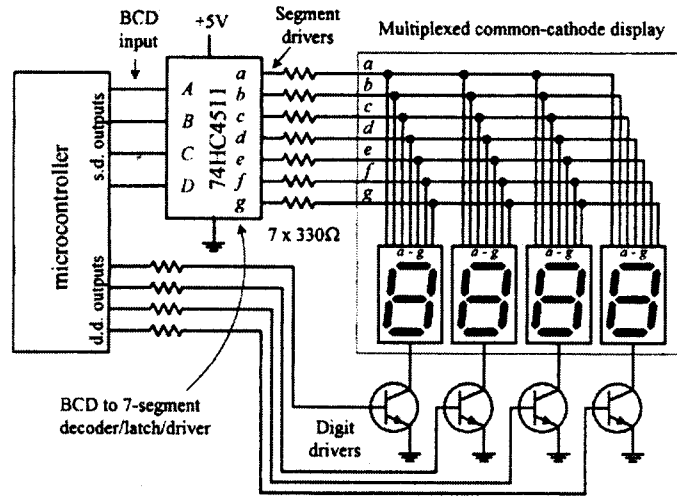 BCD
input
+5V
Segment
drivers
Multiplexed common-cathode display
microcontroller
s.d. outputs
d.d. outputs
A
B
C
D
74HC4511
a
b
c
d
e
f
g
a
b
c
d
e
f
g
7 x 330Ω
a - g
a - g
a - g
a - g
BCD to 7-segment
decoder/latch/driver
Digit
drivers